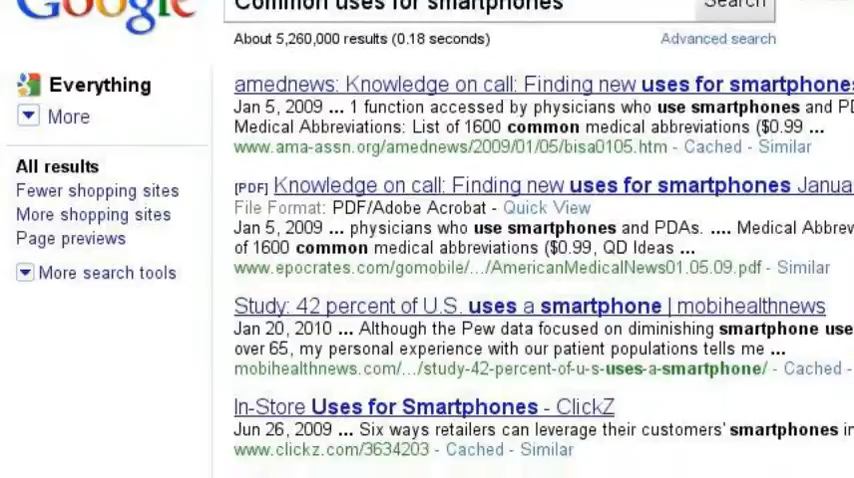 Google
Common uses for smartphones
Search
About 5,260,000 results (0.18 seconds)
Advanced search
Everything
More
All results
Fewer shopping sites
More shopping sites
Page previews
More search tools
amednews: Knowledge on call: Finding new uses for smartphones
Jan 5, 2009 ... 1 function accessed by physicians who use smartphones and PD
Medical Abbreviations: List of 1600 common medical abbreviations ($0.99 ...
www.ama-assn.org/amednews/2009/01/05/bisa0105.htm - Cached - Similar
[PDF] Knowledge on call: Finding new uses for smartphones Janua
File Format: PDF/Adobe Acrobat - Quick View
Jan 5, 2009 ... physicians who use smartphones and PDAs. .... Medical Abbrev
of 1600 common medical abbreviations ($0.99, QD Ideas ...
www.epocrates.com/gomobile/.../AmericanMedicalNews01.05.09.pdf - Similar
Study: 42 percent of U.S. uses a smartphone | mobihealthnews
Jan 20, 2010 ... Although the Pew data focused on diminishing smartphone use
over 65, my personal experience with our patient populations tells me ...
mobihealthnews.com/.../study-42-percent-of-u-s-uses-a-smartphone/ - Cached -
In-Store Uses for Smartphones - ClickZ
Jun 26, 2009 ... Six ways retailers can leverage their customers' smartphones in
www.clickz.com/3634203 - Cached - Similar